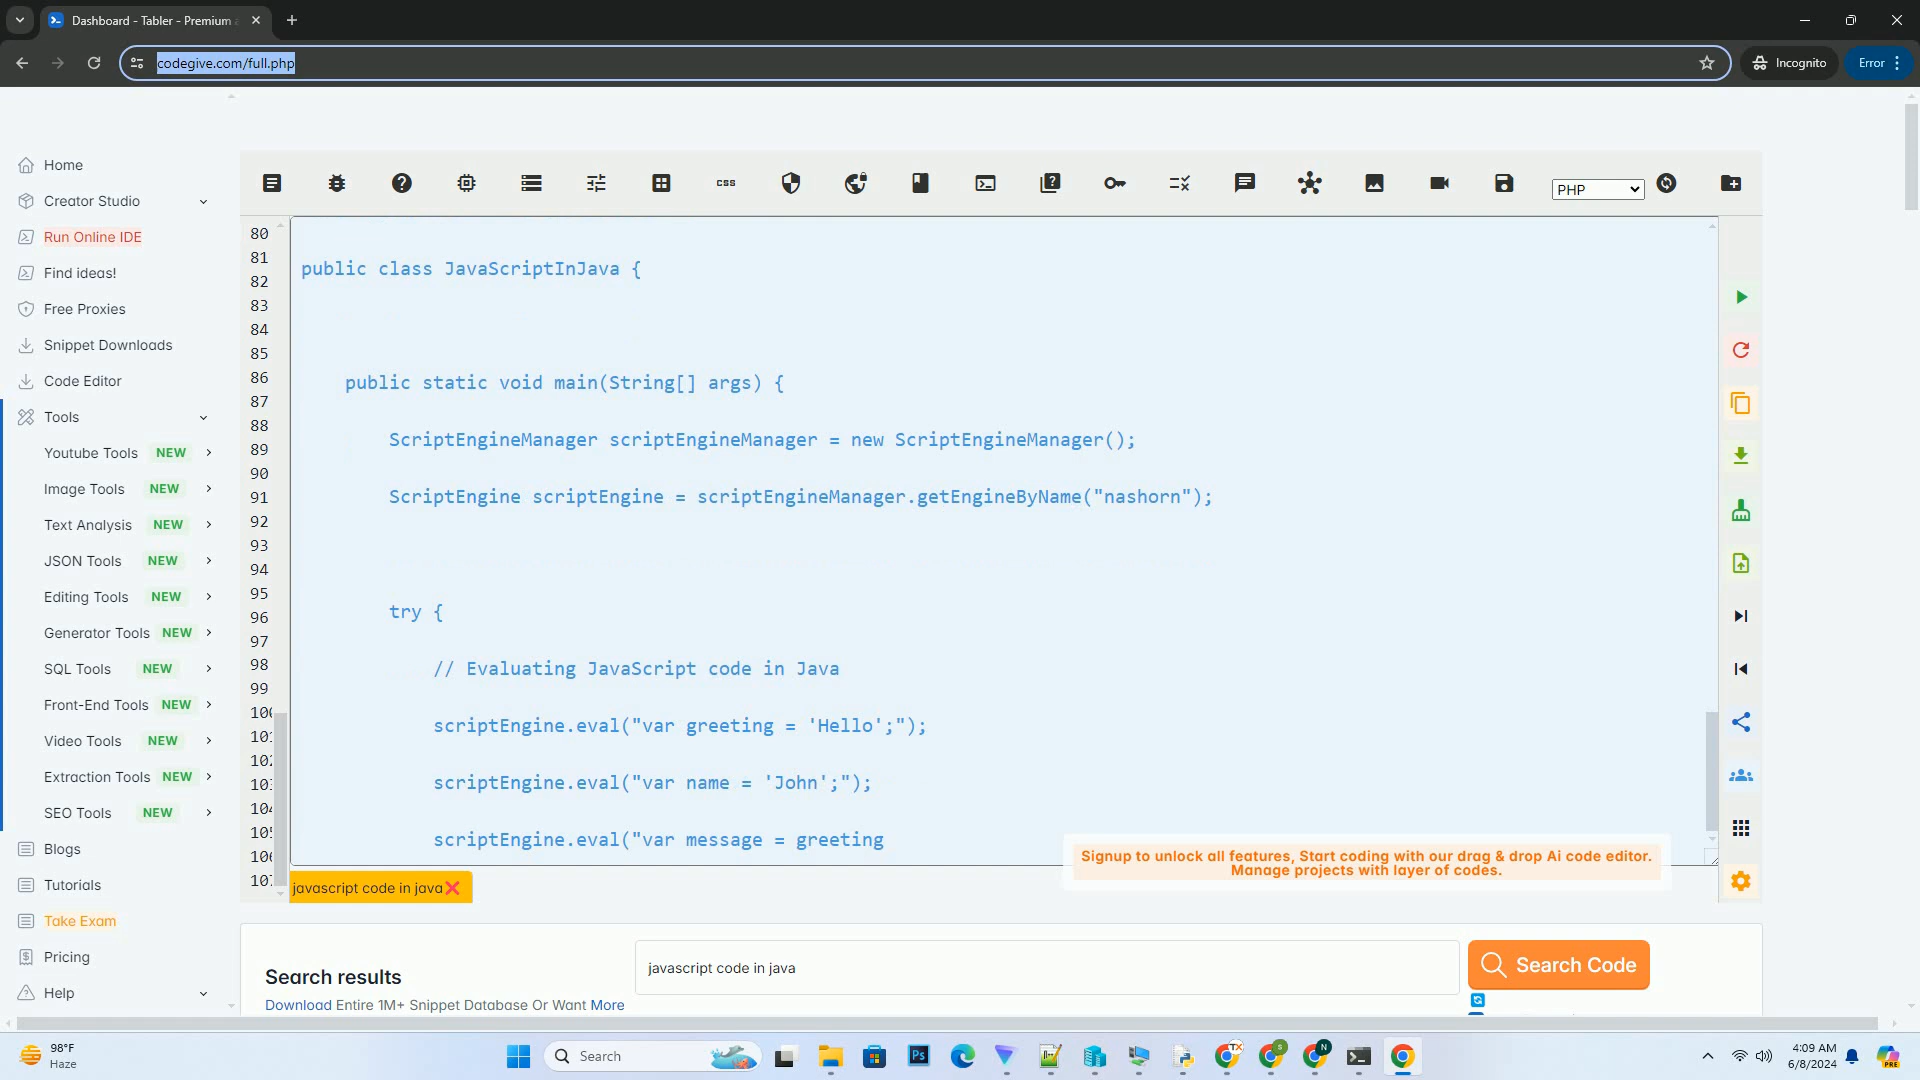 Dashboard - Tabler - Premium
codegive.com/full.php
Incognito
Error
Home
Creator Studio
Run Online IDE
Find ideas!
Free Proxies
Snippet Downloads
Code Editor
Tools
Youtube Tools NEW
Image Tools NEW
Text Analysis NEW
JSON Tools NEW
Editing Tools NEW
Generator Tools NEW
SQL Tools NEW
Front-End Tools NEW
Video Tools NEW
Extraction Tools NEW
SEO Tools NEW
Blogs
Tutorials
Take Exam
Pricing
Help
css
PHP
80
81
82
83
84
85
86
87
88
89
90
91
92
93
94
95
96
97
98
99
public class JavaScriptInJava {
public static void main(String[] args) {
ScriptEngineManager scriptEngineManager = new ScriptEngineManager();
ScriptEngine scriptEngine = scriptEngineManager.getEngineByName("nashorn");
try {
// Evaluating JavaScript code in Java
scriptEngine.eval("var greeting = 'Hello';");
scriptEngine.eval("var name = 'John';");
scriptEngine.eval("var message = greeting
Signup to unlock all features, Start coding with our drag & drop Ai code editor.
Manage projects with layer of codes.
javascript code in java
Search results
Download Entire 1M+ Snippet Database Or Want More
javascript code in java
Search Code
98°F
Haze
Search
4:09 AM
6/8/2024